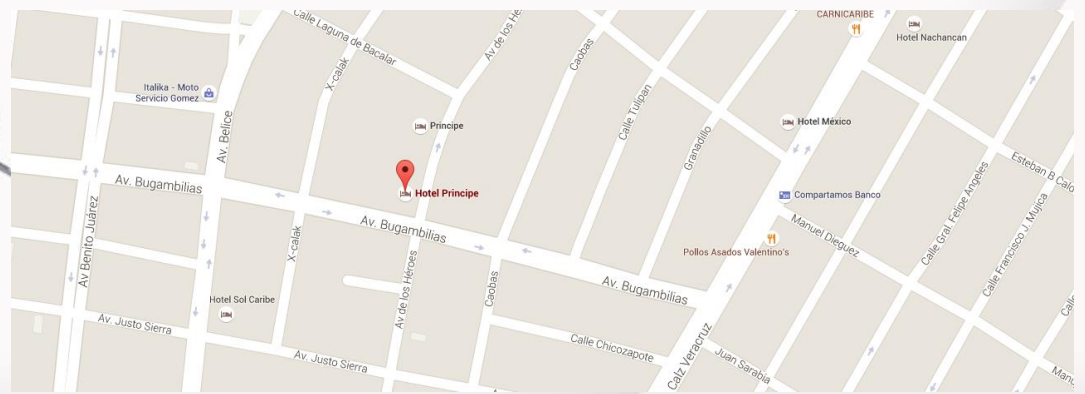 CARNICARIBE
Calle Laguna de Bacalar
Av de los Hé
Hotel Nachancan
X-calak
Caobas
Italika - Moto
Servicio Gomez
Calle Tulipan
Principe
Hotel México
Av. Belice
Granadillo
Esteban B Calo
Av. Bugambilias
Hotel Principe
Compartamos Banco
Calle Gral. Felipe Angeles
Calle Francisco J. Mujica
Av Benito Juárez
Av. Bugambilias
Manuel Dieguez
X-calak
Pollos Asados Valentino's
Av de los Héroes
Caobas
Av. Bugambilias
Hotel Sol Caribe
Calle
Av. Justo Sierra
Calle Chicozapote
Calz Veracruz
Av. Justo Sierra
Juan Sarabia
Manu